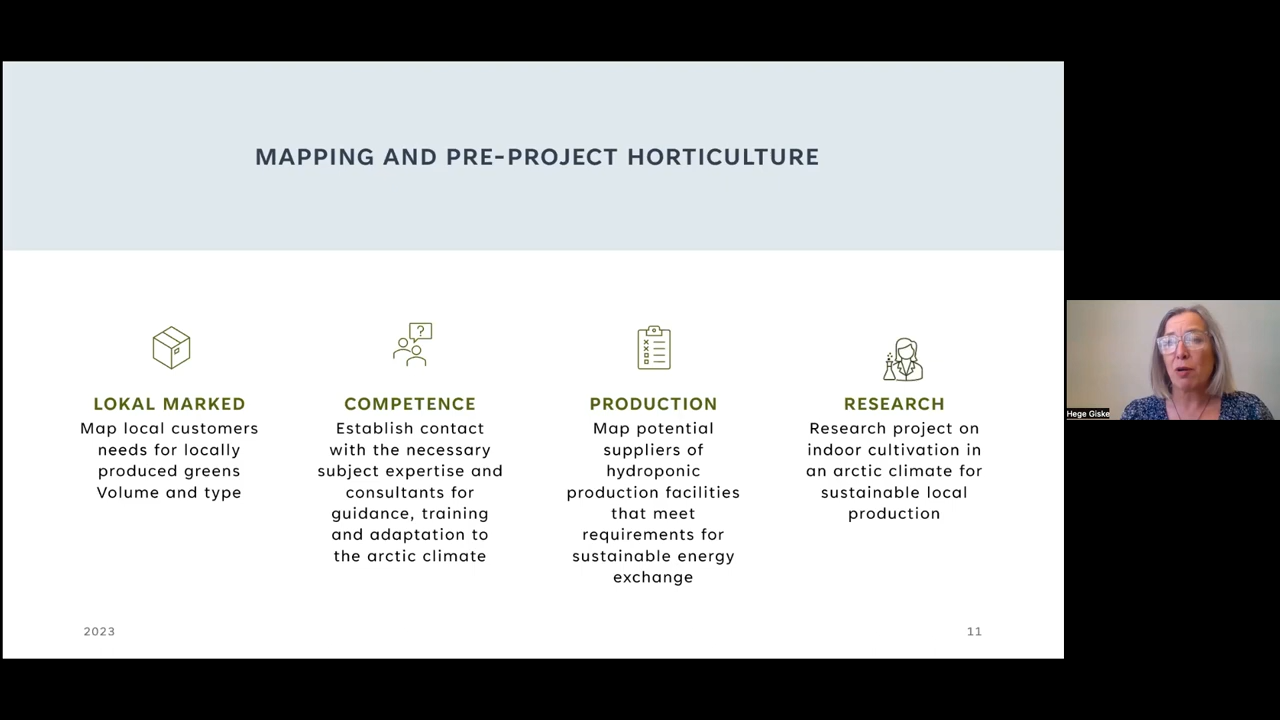 MAPPING AND PRE-PROJECT HORTICULTURE
LOKAL MARKED
Map local customers
needs for locally
produced greens
Volume and type
COMPETENCE
Establish contact
with the necessary
subject expertise and
consultants for
guidance, training
and adaptation to
the arctic climate
PRODUCTION
Map potential
suppliers of
hydroponic
production facilities
that meet
requirements for
sustainable energy
exchange
RESEARCH
Research project on
indoor cultivation in
an arctic climate for
sustainable local
production
2023
11
Hege Giske